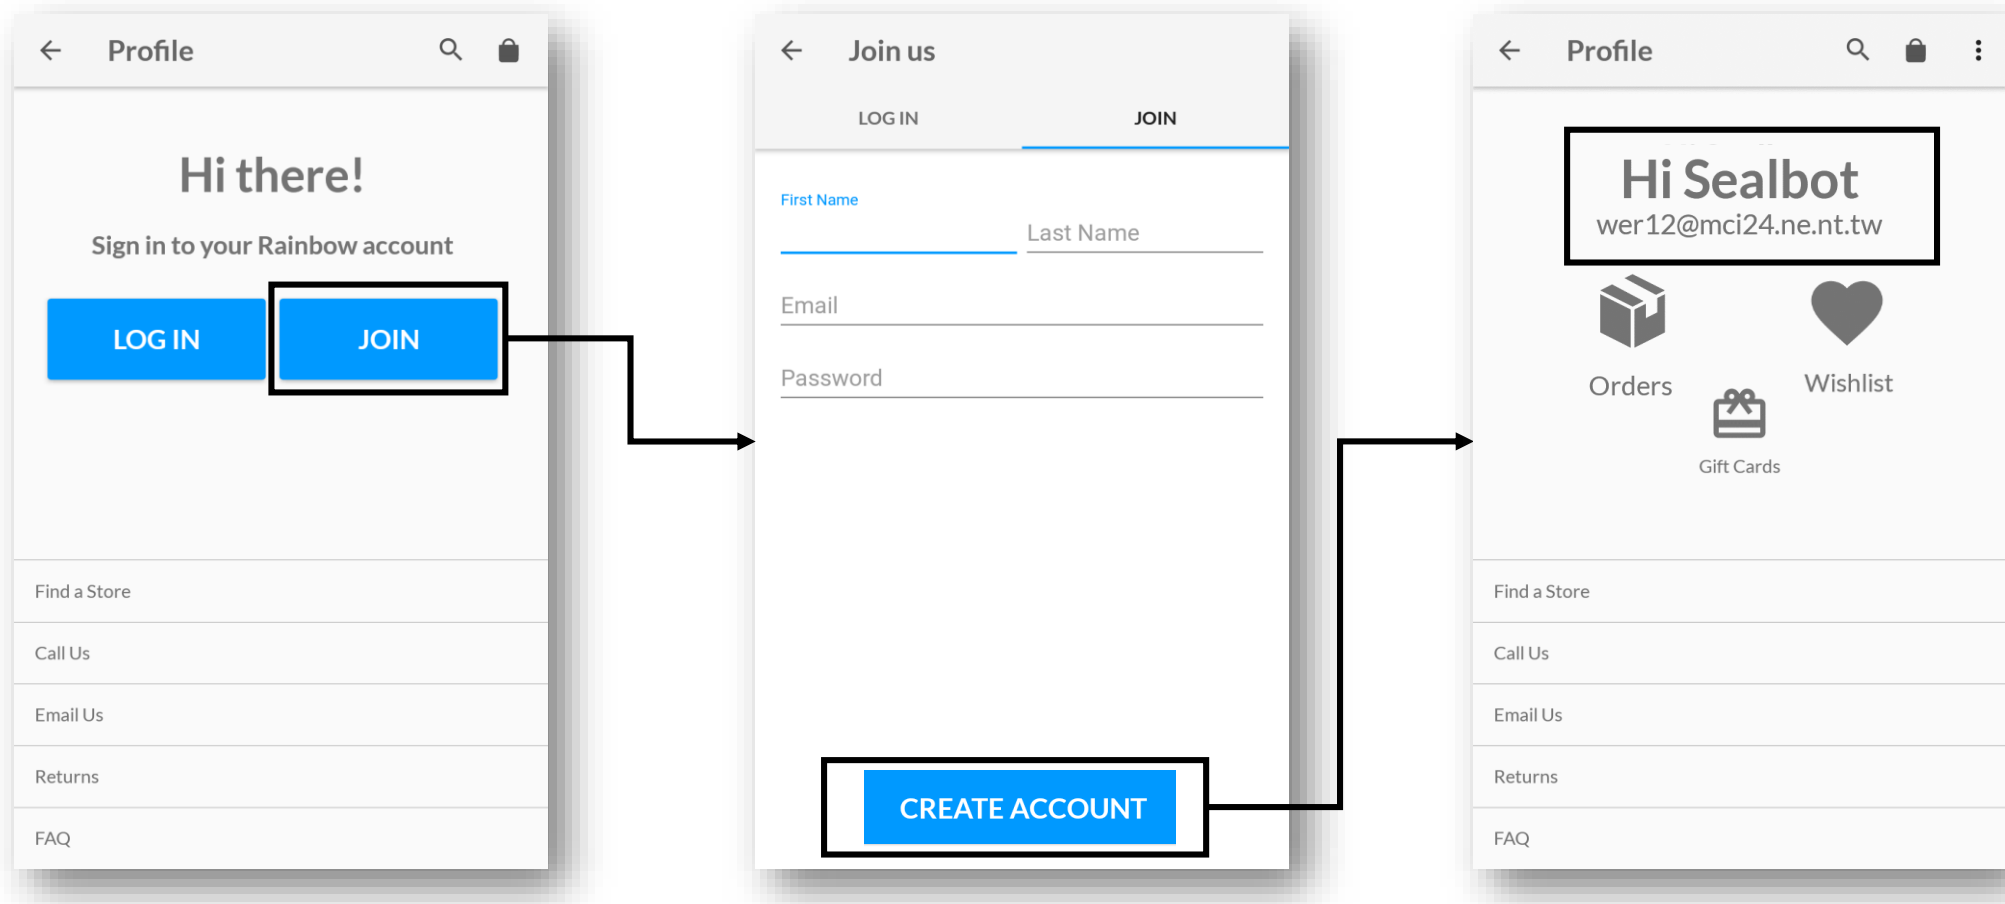 Profile
Hi there!
Sign in to your Rainbow account
LOG IN
JOIN
Find a Store
Call Us
Email Us
Returns
FAQ
Join us
LOG IN
JOIN
First Name
Last Name
Email
Password
CREATE ACCOUNT
Profile
Hi Sealbot
wer12@mci24.ne.nt.tw
Orders
Wishlist
Gift Cards
Find a Store
Call Us
Email Us
Returns
FAQ